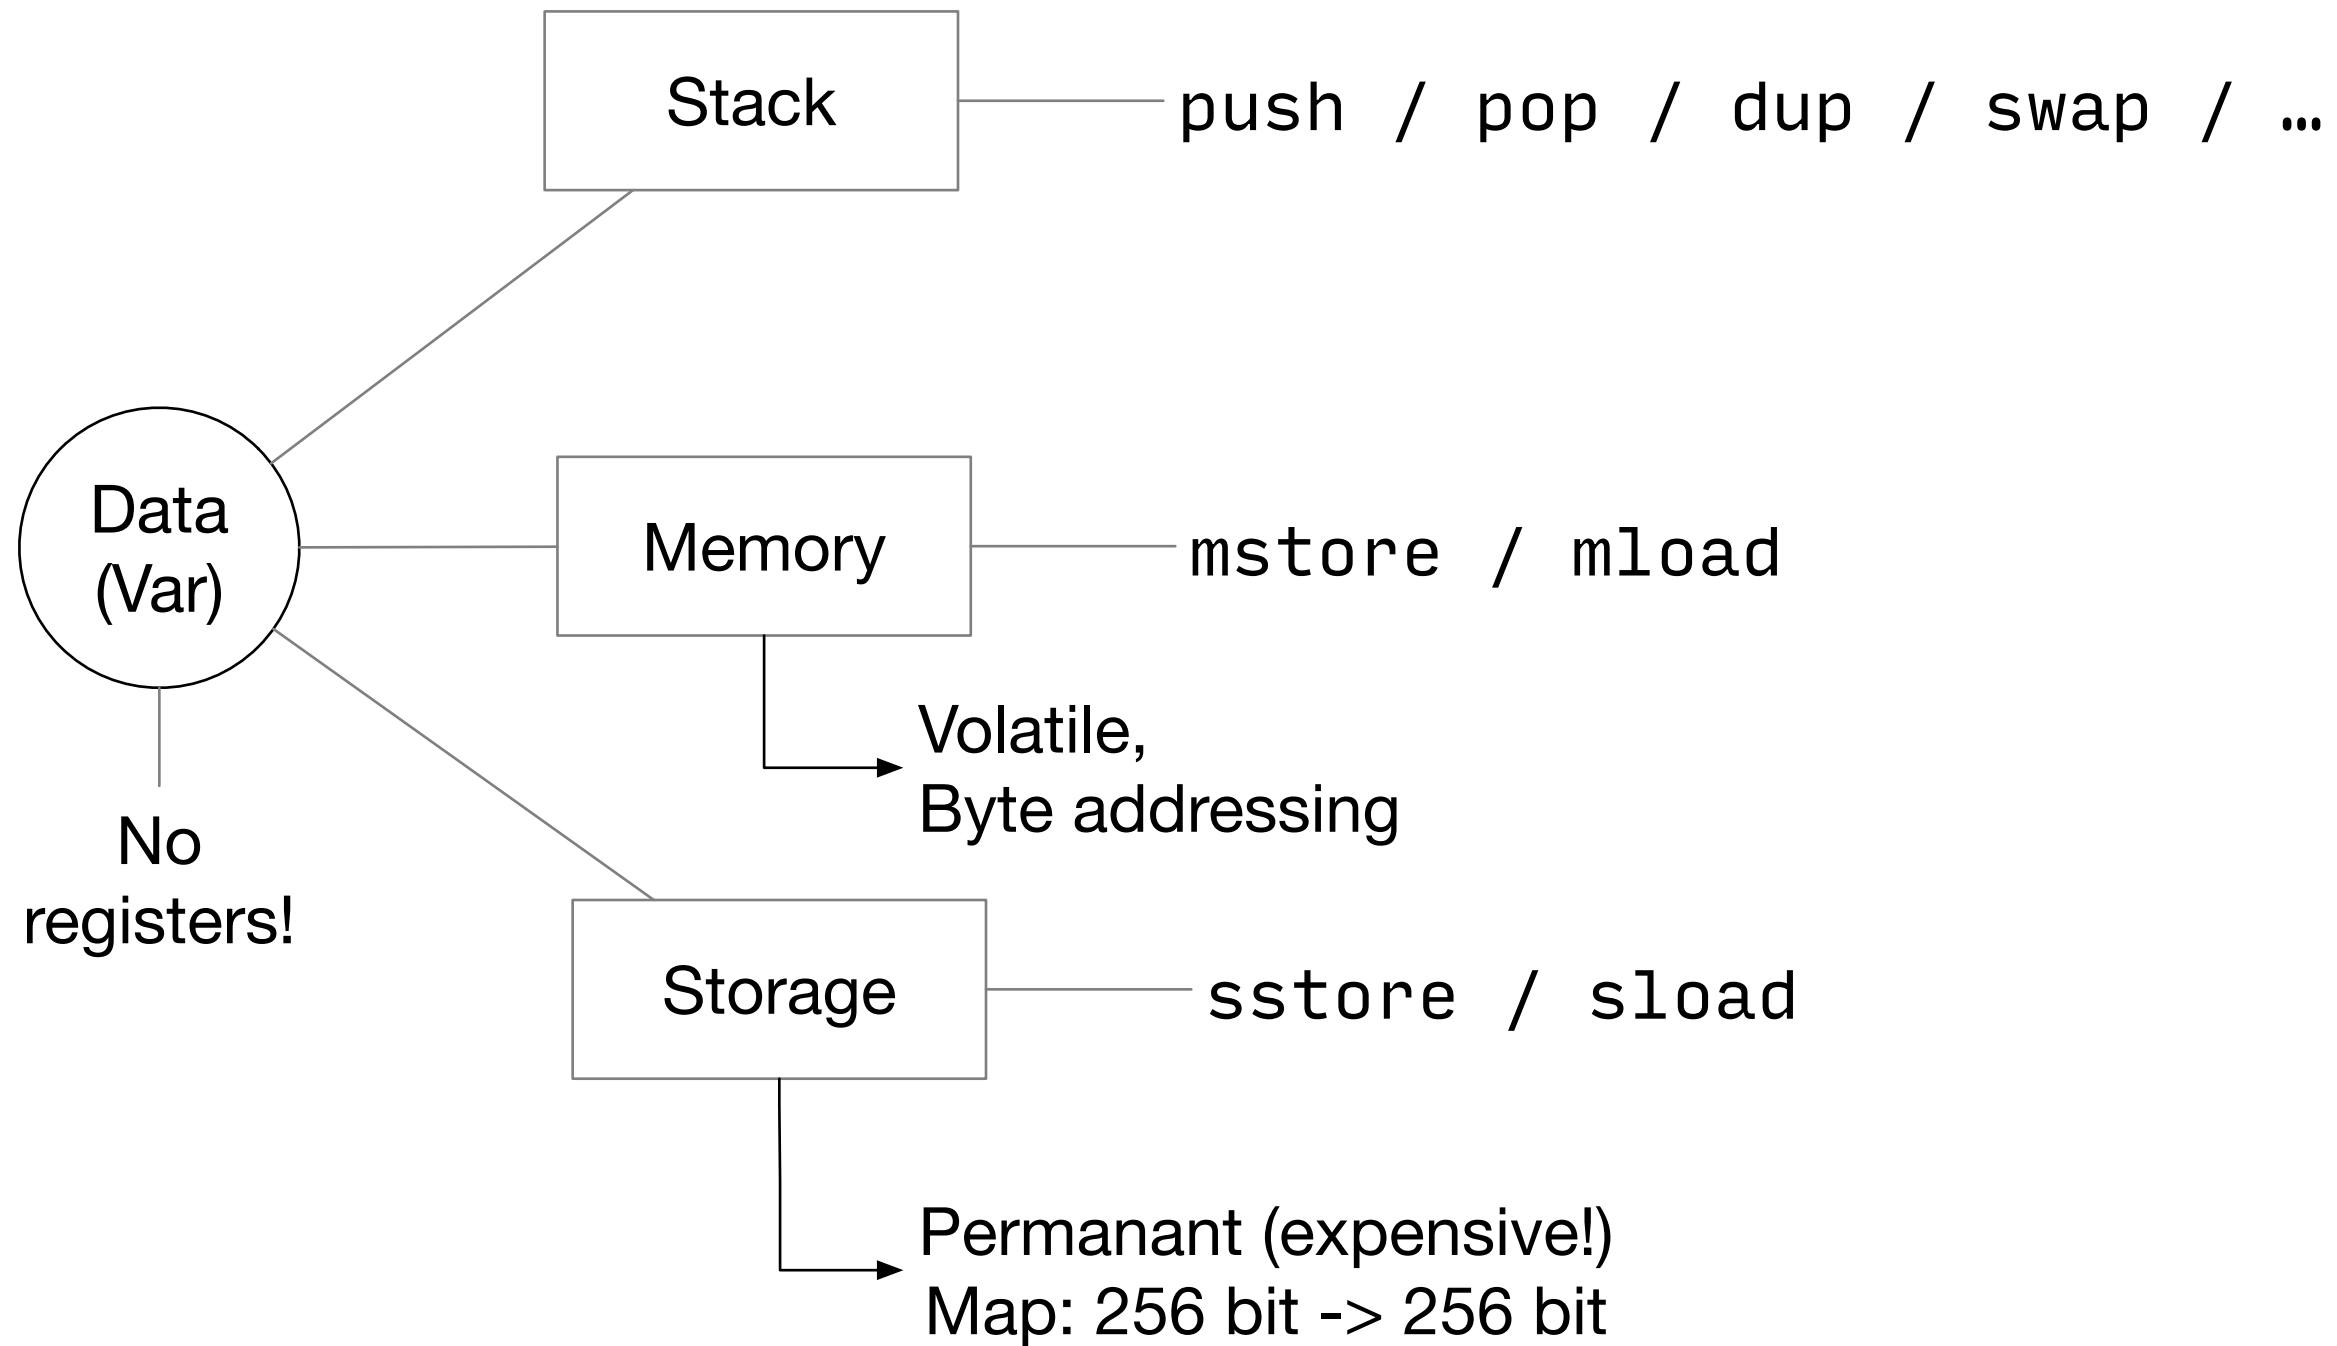 Stack
push / pop / dup / swap / …
Data
(Var)
Memory
mstore / mload
Volatile,
Byte addressing
No
registers!
Storage
sstore / sload
Permanant (expensive!)
Map: 256 bit -> 256 bit